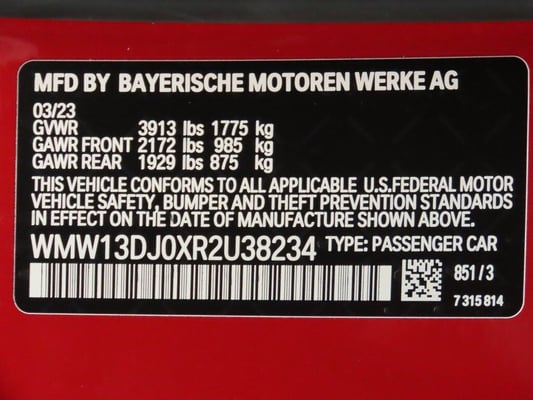 MFD BY BAYERISCHE MOTOREN WERKE AG
03/23
GVWR 3913 lbs 1775 kg
GAWR FRONT 2172 lbs 985 kg
GAWR REAR 1929 lbs 875 kg
THIS VEHICLE CONFORMS TO ALL APPLICABLE U.S.FEDERAL MOTOR
VEHICLE SAFETY, BUMPER AND THEFT PREVENTION STANDARDS
IN EFFECT ON THE DATE OF MANUFACTURE SHOWN ABOVE.
WMW13DJ0XR2U38234 TYPE: PASSENGER CAR
851/3
7 315 814